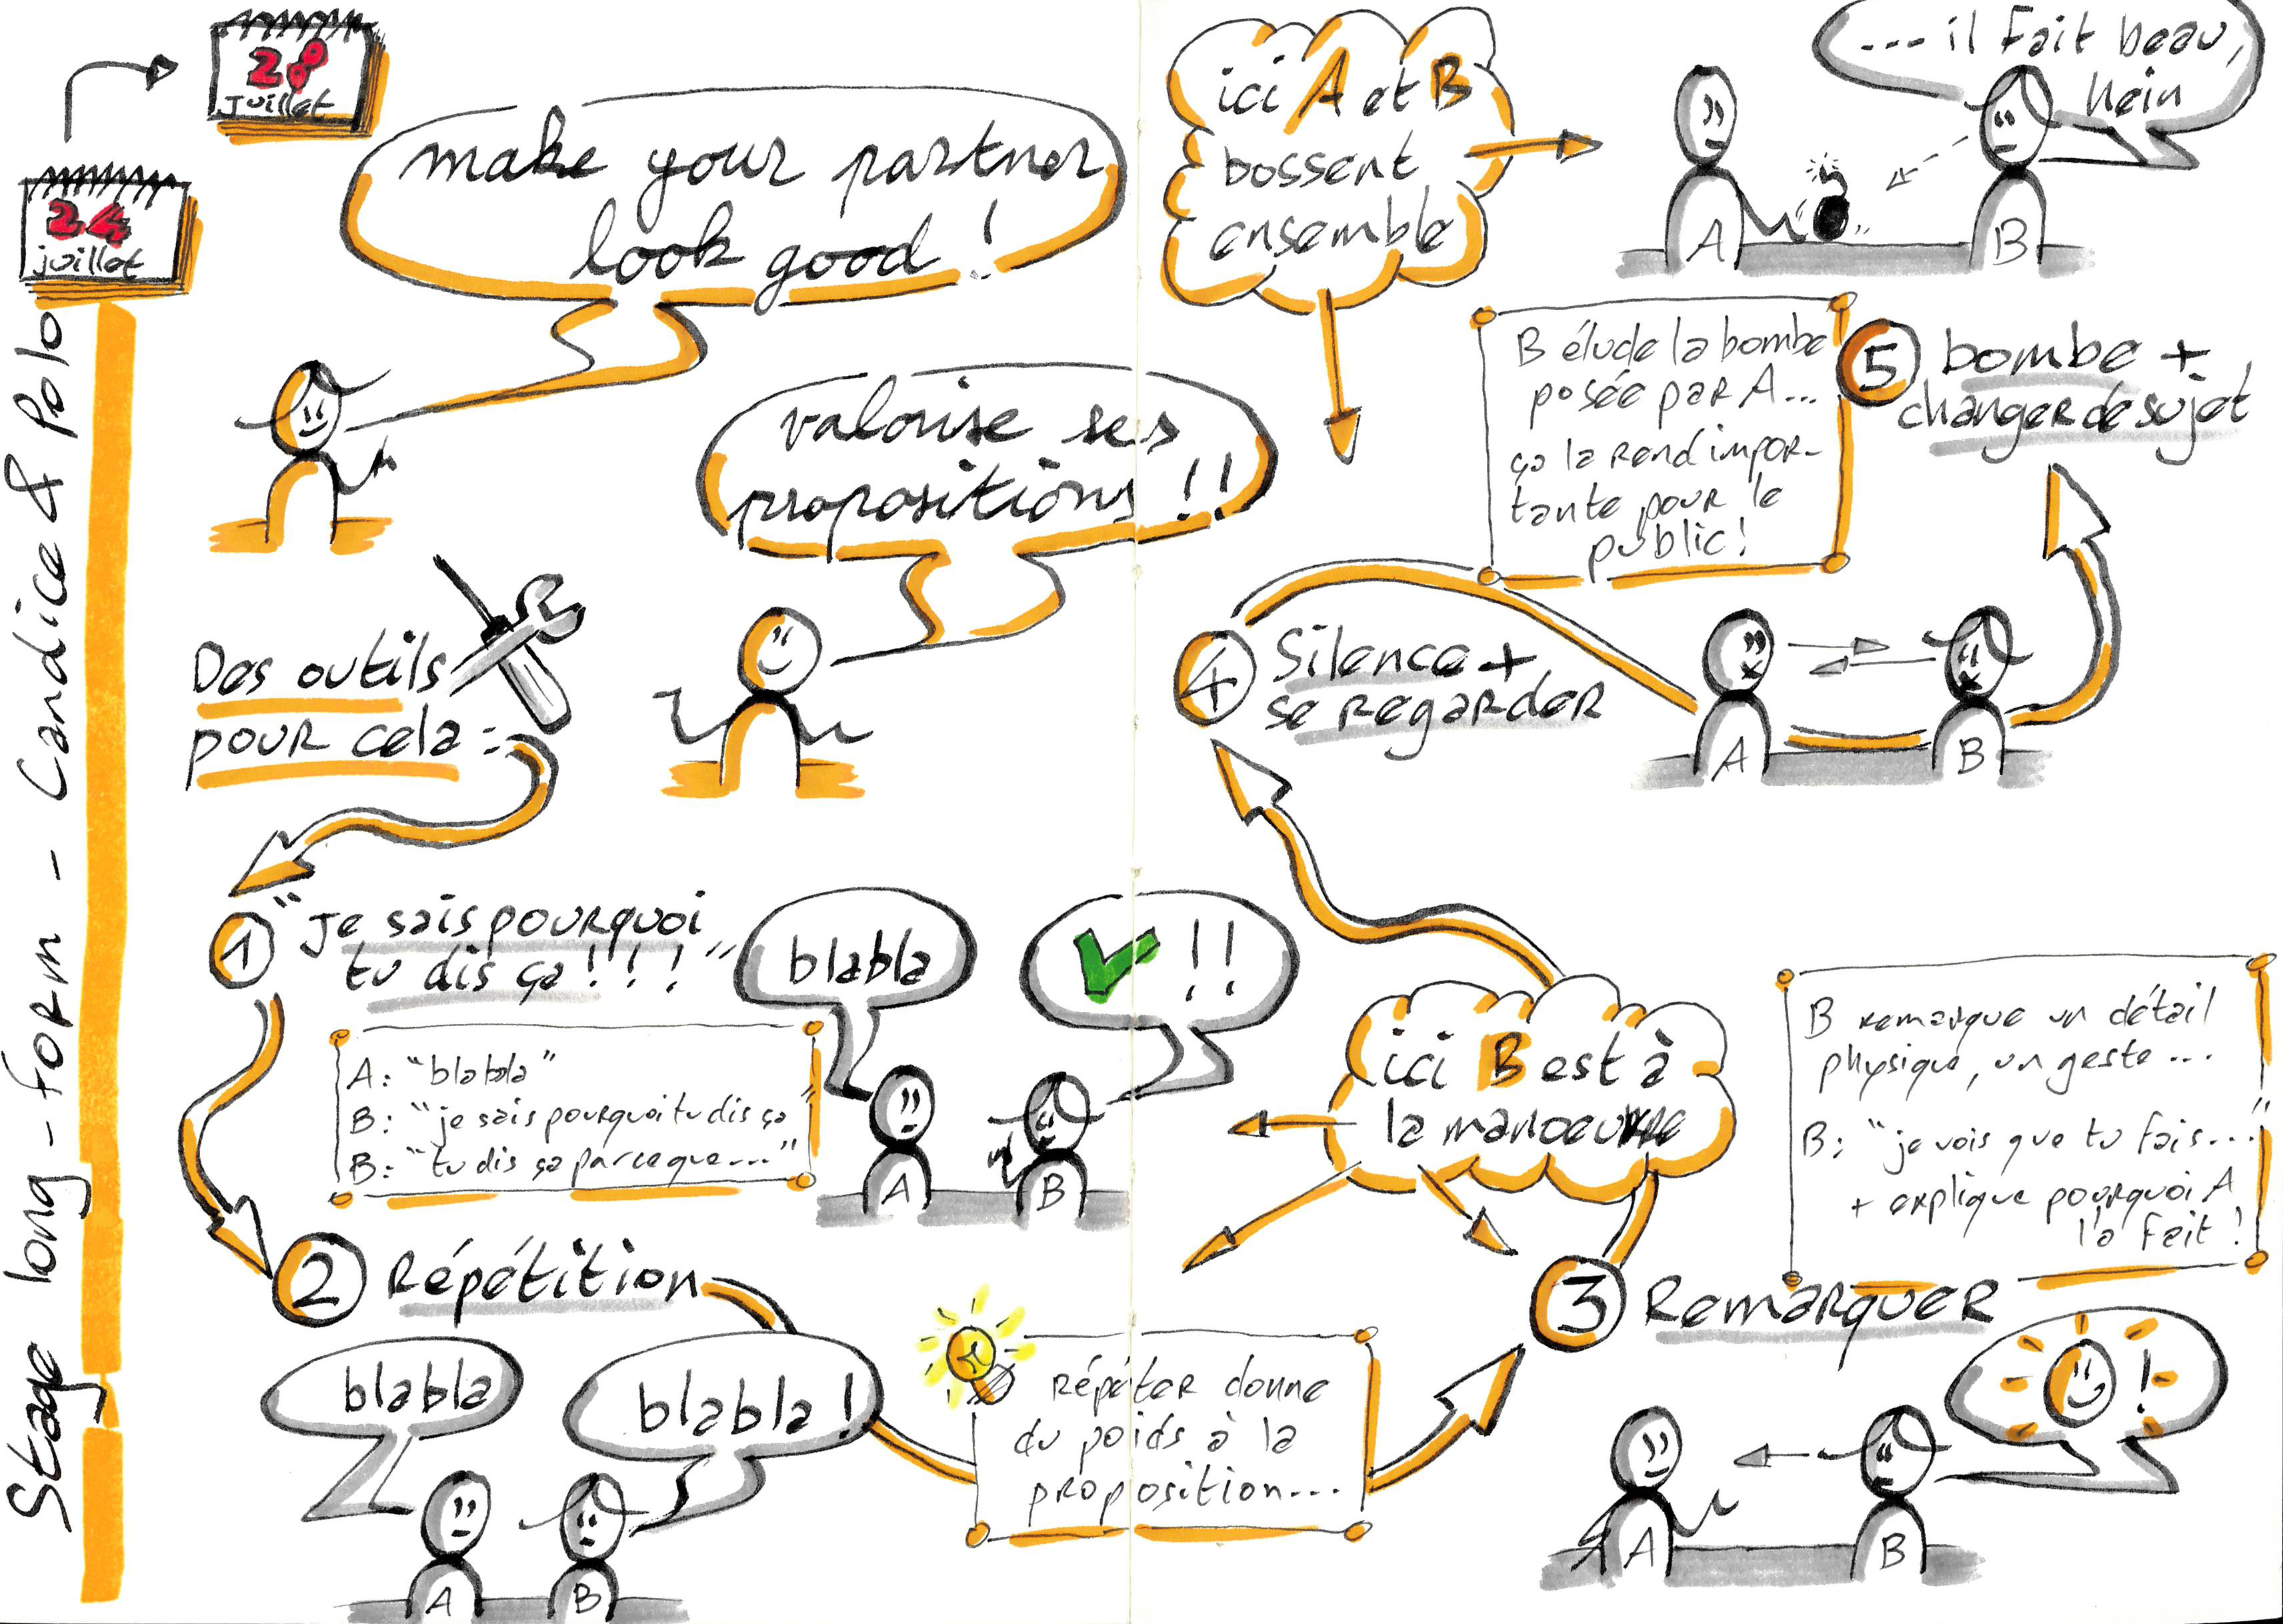 28
juillet
24
juillet
Stage long-form - Candice & Polo
make your partner
look good !
valorise ses
propositions !!
Des outils
pour cela :
1 "Je sais pourquoi
tu dis ça ! ! ! "
A : "blabla"
B : "je sais pourquoi tu dis ça"
B : "tu dis ça parceque..."
blabla
!!
A
B
2 Répétition
blabla
blabla !
A
B
répéter donne
du poids à la
proposition...
ici B est à
la manoeuvre
3 Remarquer
B remarque un détail
physique, un geste...
B : "je vois que tu fais..."
+ explique pourquoi A
l'a fait !
!
A
B
4 Silence +
se regarder
A
B
ici A et B
bossent
ensemble
5 bombe +
changer de sujet
B élude la bombe
posée par A...
ça la rend impor-
tante pour le
public !
--- il fait beau,
hein
A
B